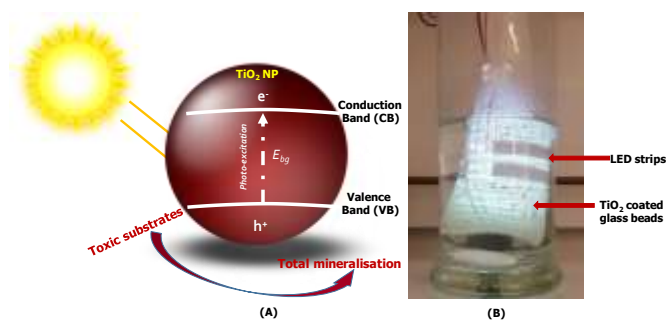 TiO₂ NP
e⁻
Conduction
Band (CB)
Photo-excitation
E_bg
Valence
Band (VB)
h⁺
Toxic substrates
Total mineralisation
(A)
LED strips
TiO₂ coated
glass beads
(B)